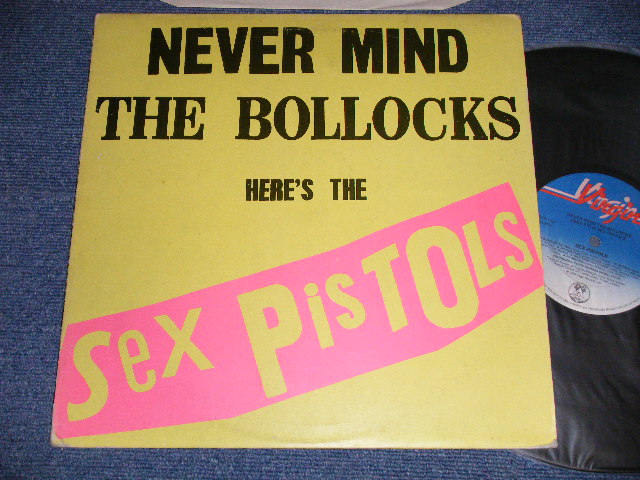 NEVER MIND
THE BOLLOCKS
HERE'S THE
Sex PisTOls
Virgin
SEX PISTOLS